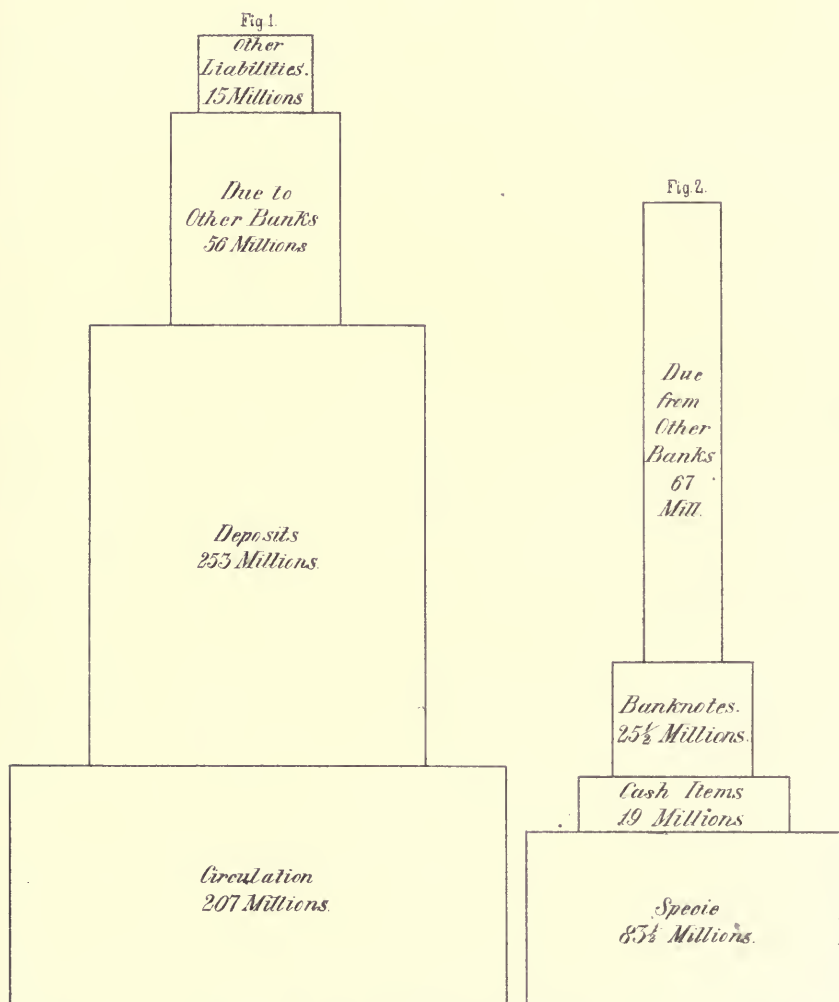 Fig 1.
Other
Liabilities.
15 Millions
Due to
Other Banks
56 Millions
Deposits
253 Millions.
Circulation
207 Millions.
Fig. 2.
Due
from
Other
Banks
67
Mill.
Banknotes.
25½ Millions.
Cash Items
19 Millions
Specie
83½ Millions.